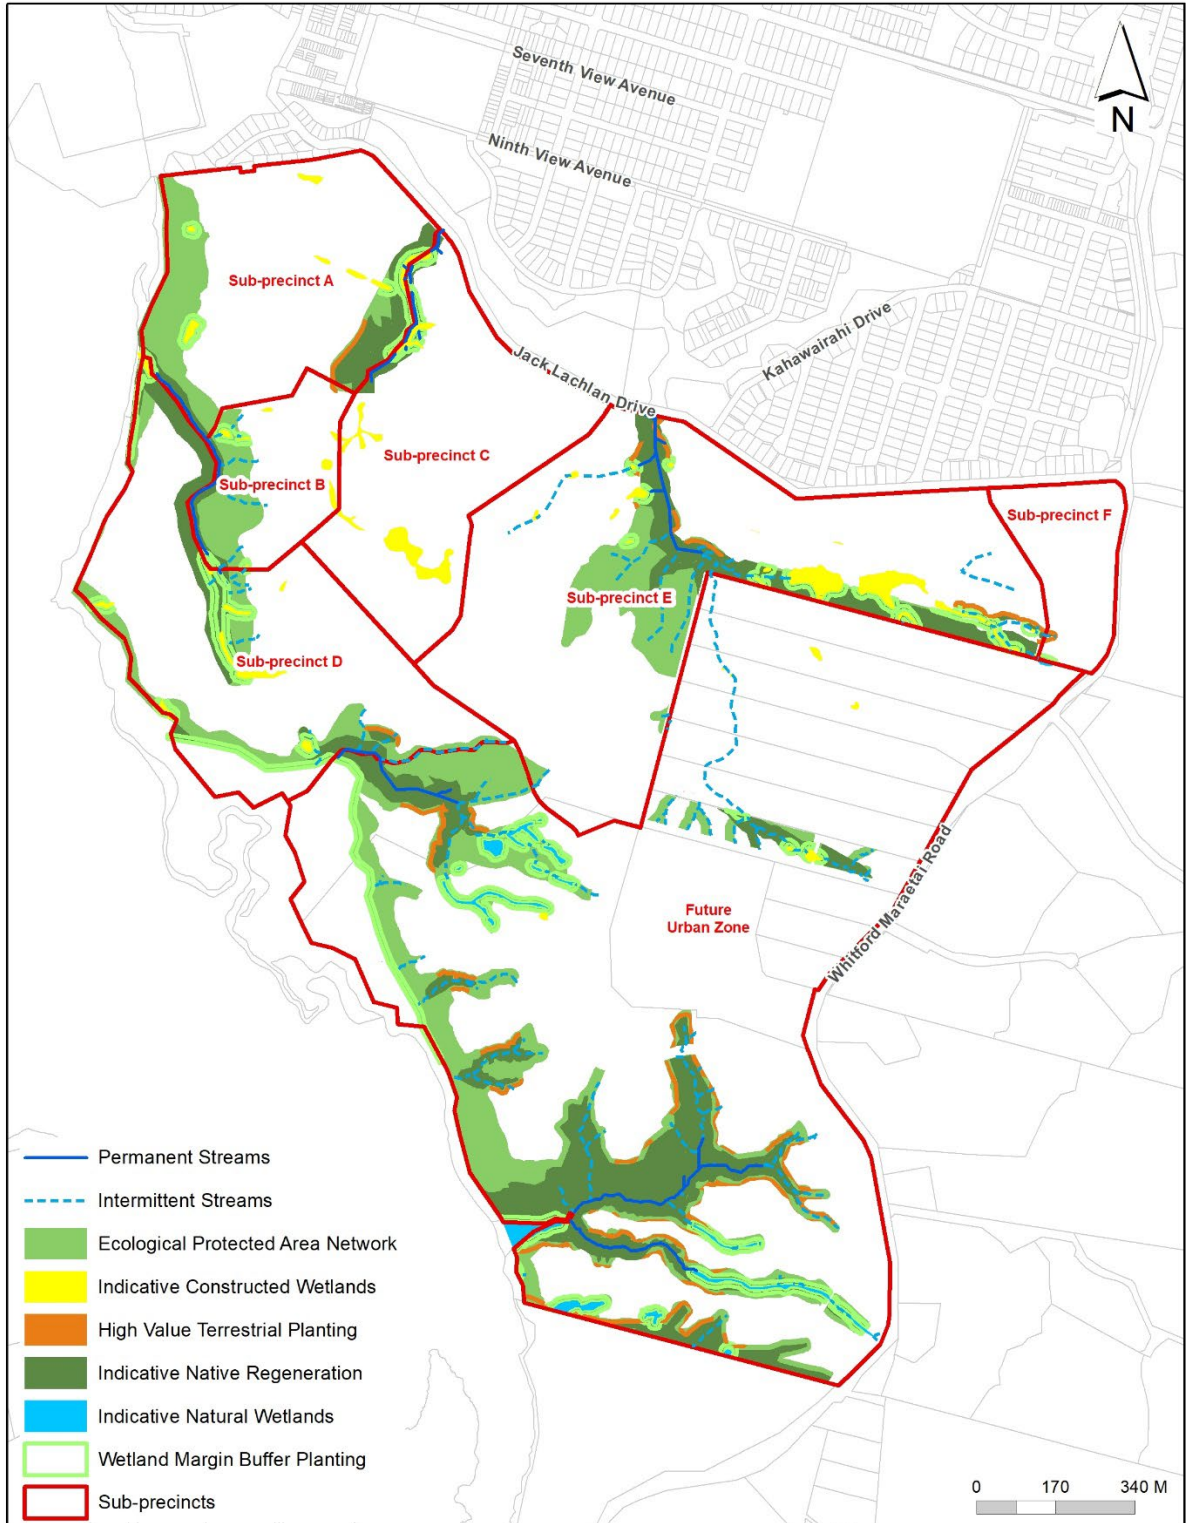 Seventh View Avenue
Ninth View Avenue
N
Sub-precinct A
Kahawairahi Drive
Jack Lachlan Drive
Sub-precinct C
Sub-precinct B
Sub-precinct F
Sub-precinct E
Sub-precinct D
Future
Urban Zone
Whitford Maraetai Road
Permanent Streams
Intermittent Streams
Ecological Protected Area Network
Indicative Constructed Wetlands
High Value Terrestrial Planting
Indicative Native Regeneration
Indicative Natural Wetlands
Wetland Margin Buffer Planting
Sub-precincts
0 170 340 M